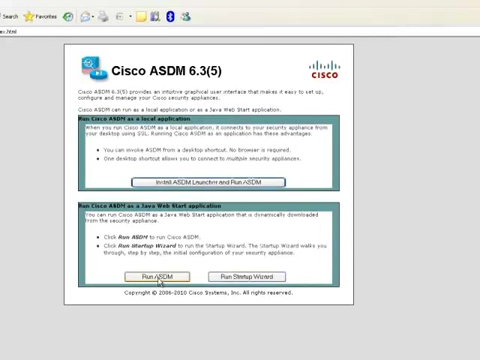 Search Favorites
ex.html
Cisco ASDM 6.3(5)
CISCO
Cisco ASDM 6.3(5) provides an intuitive graphical user interface that makes it easy to set up,
configure and manage your Cisco security appliances.
Cisco ASDM can run as a local application or as a Java Web Start application.
Run Cisco ASDM as a local application
When you run Cisco ASDM as a local application, it connects to your security appliance from
your desktop using SSL. Running Cisco ASDM as an application has these advantages:
• You can invoke ASDM from a desktop shortcut. No browser is required.
• One desktop shortcut allows you to connect to multiple security appliances.
Install ASDM Launcher and Run ASDM
Run Cisco ASDM as a Java Web Start application
You can run Cisco ASDM as a Java Web Start application that is dynamically downloaded
from the security appliance.
• Click Run ASDM to run Cisco ASDM.
• Click Run Startup Wizard to run the Startup Wizard. The Startup Wizard walks you
through, step by step, the initial configuration of your security appliance.
Run ASDM Run Startup Wizard
Copyright © 2006-2010 Cisco Systems, Inc. All rights reserved.